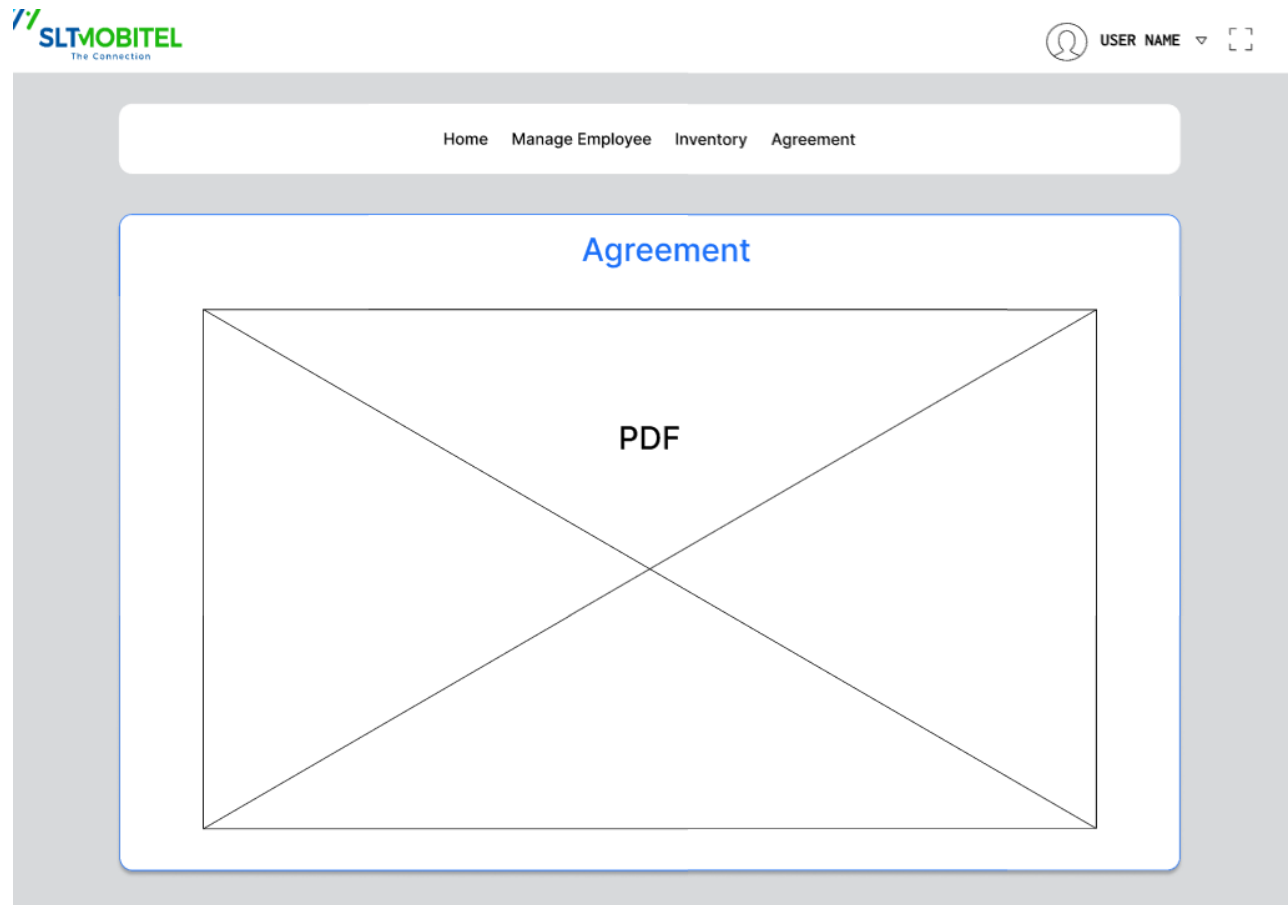 SLTMOBITEL
The Connection
USER NAME
Home Manage Employee Inventory Agreement
Agreement
PDF